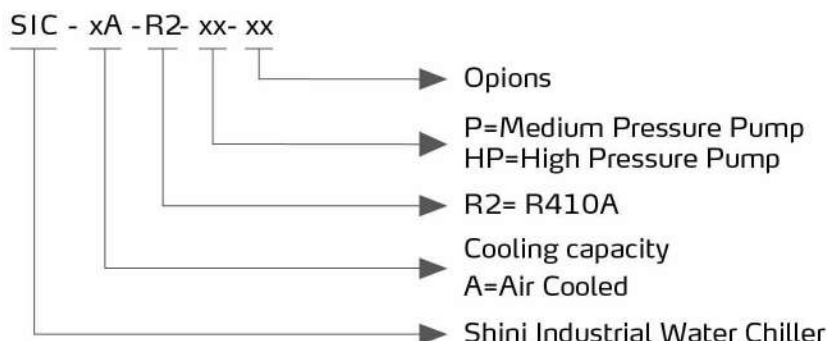 SIC - xA - R2- xx- xx
Opions
P=Medium Pressure Pump
HP=High Pressure Pump
R2= R410A
Cooling capacity
A=Air Cooled
Shini Industrial Water Chiller